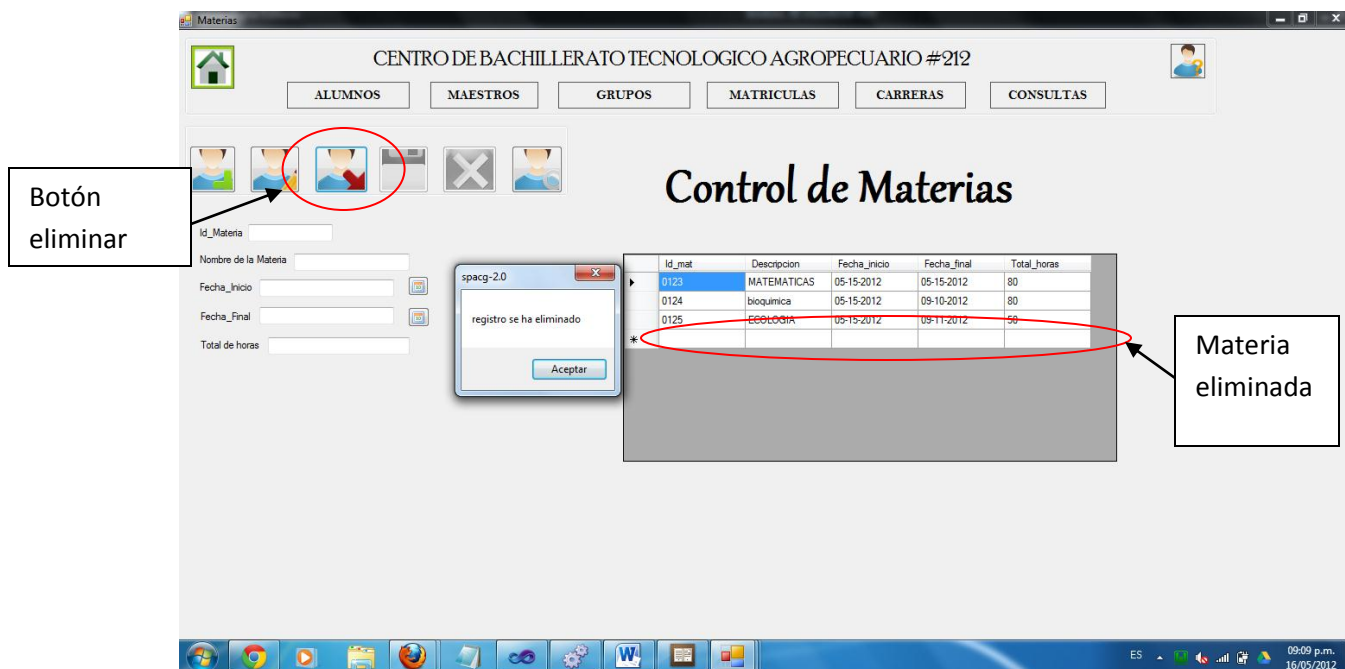 Materias
CENTRO DE BACHILLERATO TECNOLOGICO AGROPECUARIO #212
ALUMNOS MAESTROS GRUPOS MATRICULAS CARRERAS CONSULTAS
Botón
eliminar
Control de Materias
Id_Materia
Nombre de la Materia
Fecha_Inicio
Fecha_Final
Total de horas
spacg-2.0
registro se ha eliminado
Aceptar
Id_mat Descripcion Fecha_inicio Fecha_final Total_horas
0123 MATEMATICAS 05-15-2012 05-15-2012 80
0124 bioquimica 05-15-2012 09-10-2012 80
0125 ECOLOGIA 05-15-2012 09-11-2012 50
Materia
eliminada
ES 09:09 p.m.
16/05/2012